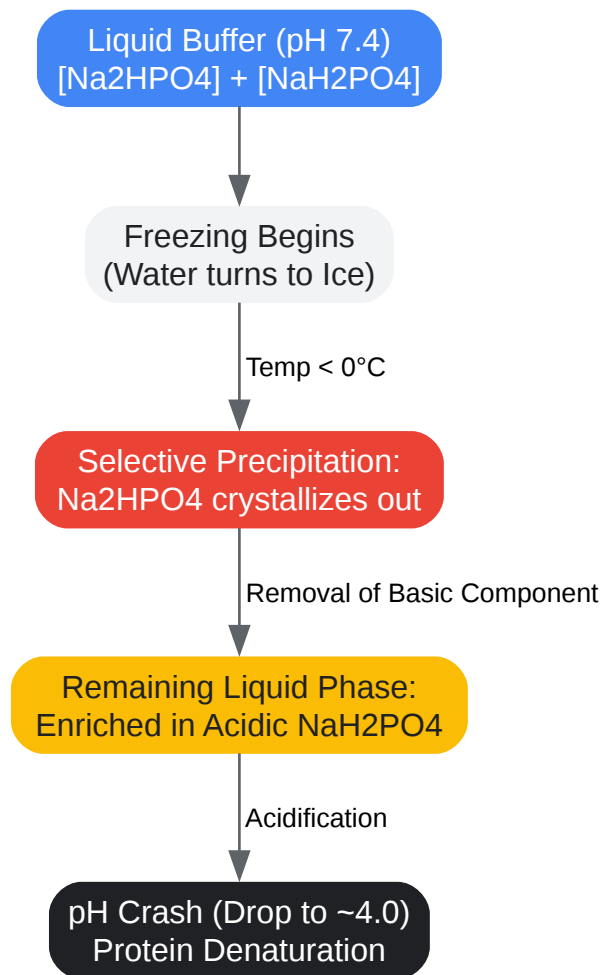 Liquid Buffer (pH 7.4)
[Na2HPO4] + [NaH2PO4]
Freezing Begins
(Water turns to Ice)
Temp < 0°C
Selective Precipitation:
Na2HPO4 crystallizes out
Removal of Basic Component
Remaining Liquid Phase:
Enriched in Acidic NaH2PO4
Acidification
pH Crash (Drop to ~4.0)
Protein Denaturation